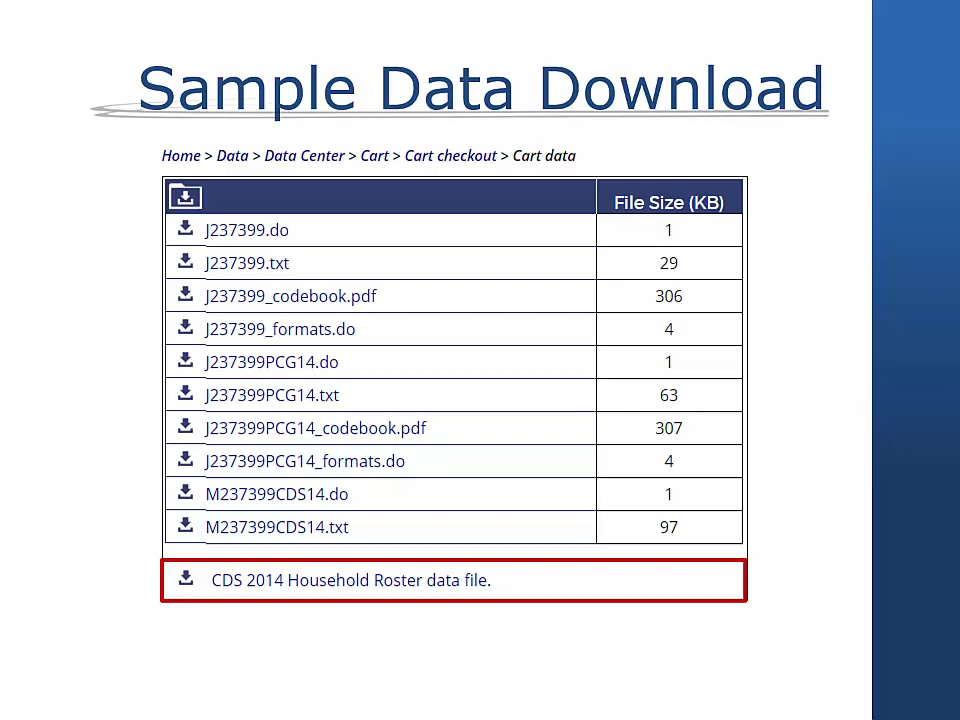 Sample Data Download
Home > Data > Data Center > Cart > Cart checkout > Cart data
File Size (KB)
J237399.do 1
J237399.txt 29
J237399_codebook.pdf 306
J237399_formats.do 4
J237399PCG14.do 1
J237399PCG14.txt 63
J237399PCG14_codebook.pdf 307
J237399PCG14_formats.do 4
M237399CDS14.do 1
M237399CDS14.txt 97
CDS 2014 Household Roster data file.